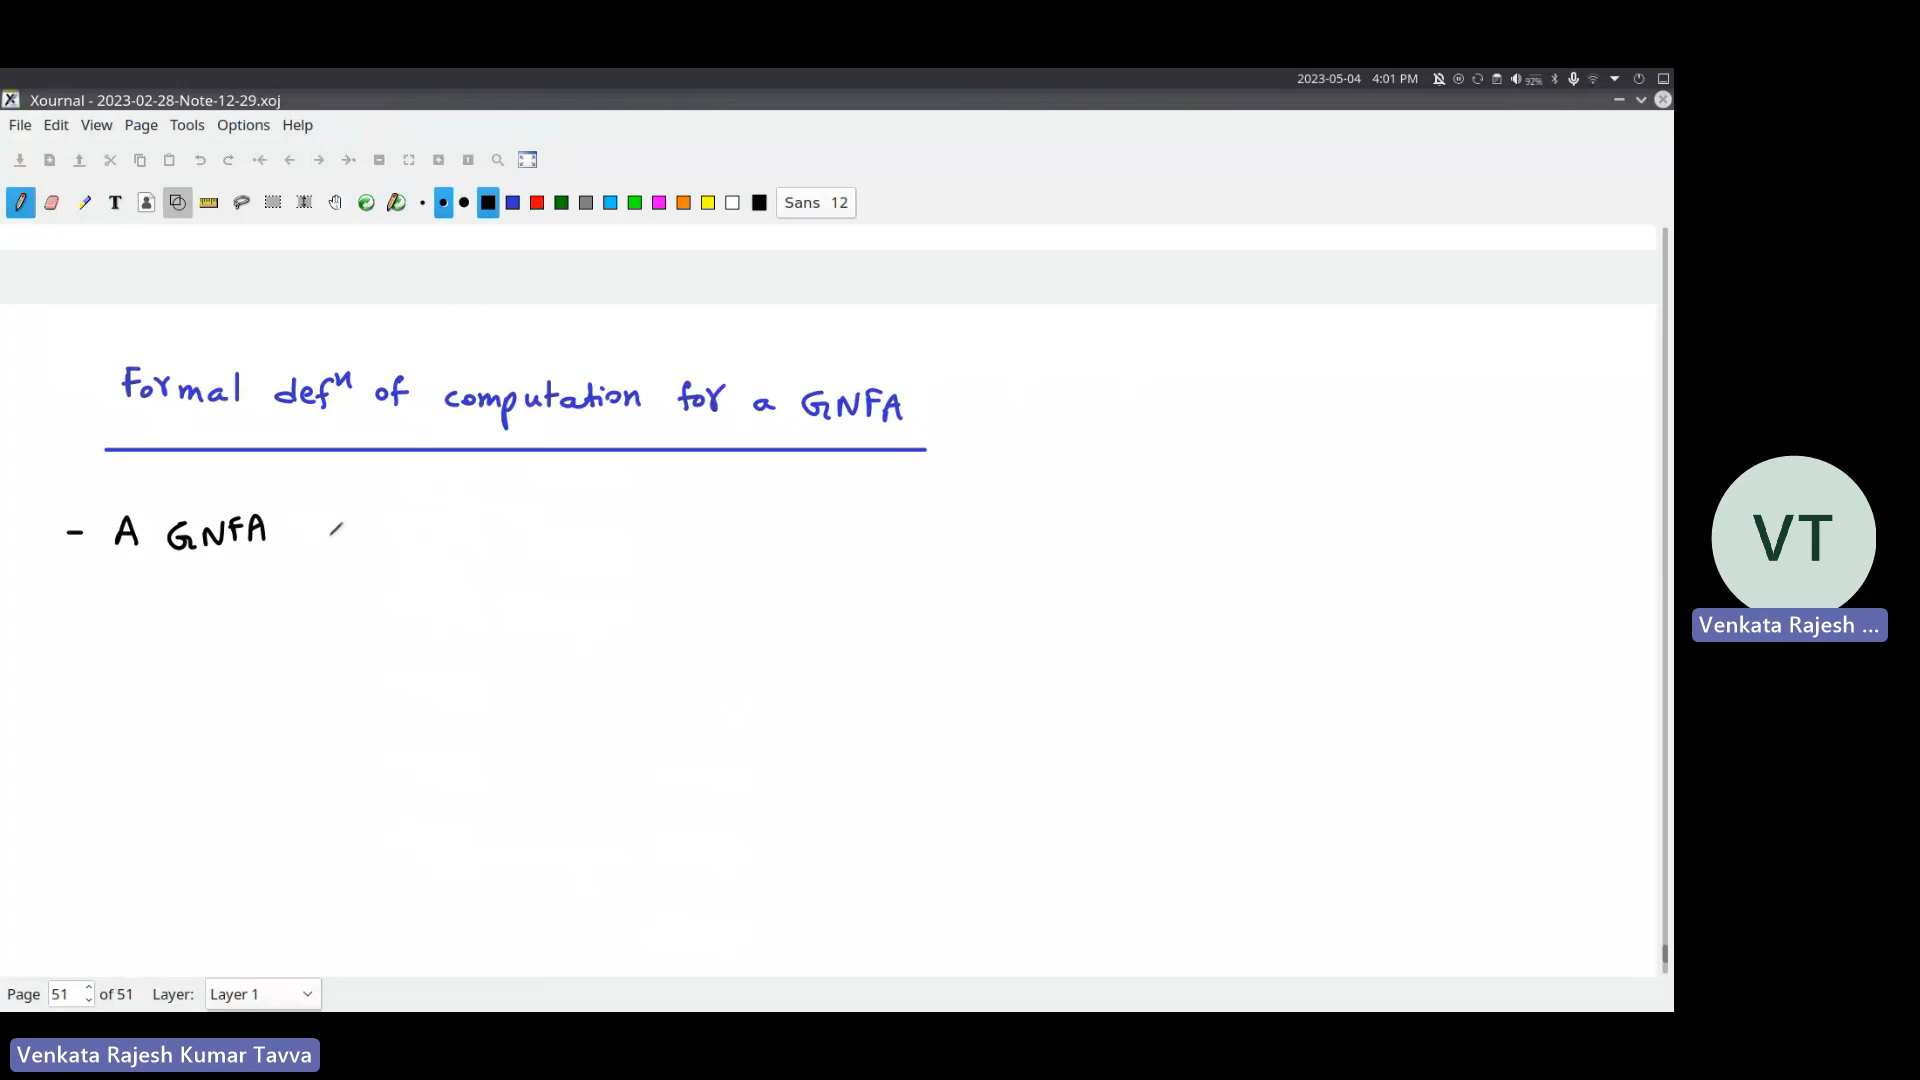 2023-05-04 4:01 PM 92%
Xournal - 2023-02-28-Note-12-29.xoj
File Edit View Page Tools Options Help
T Sans 12
Formal defⁿ of computation for a GNFA
- A GNFA
VT
Venkata Rajesh ...
Page 51 of 51 Layer: Layer 1
Venkata Rajesh Kumar Tavva